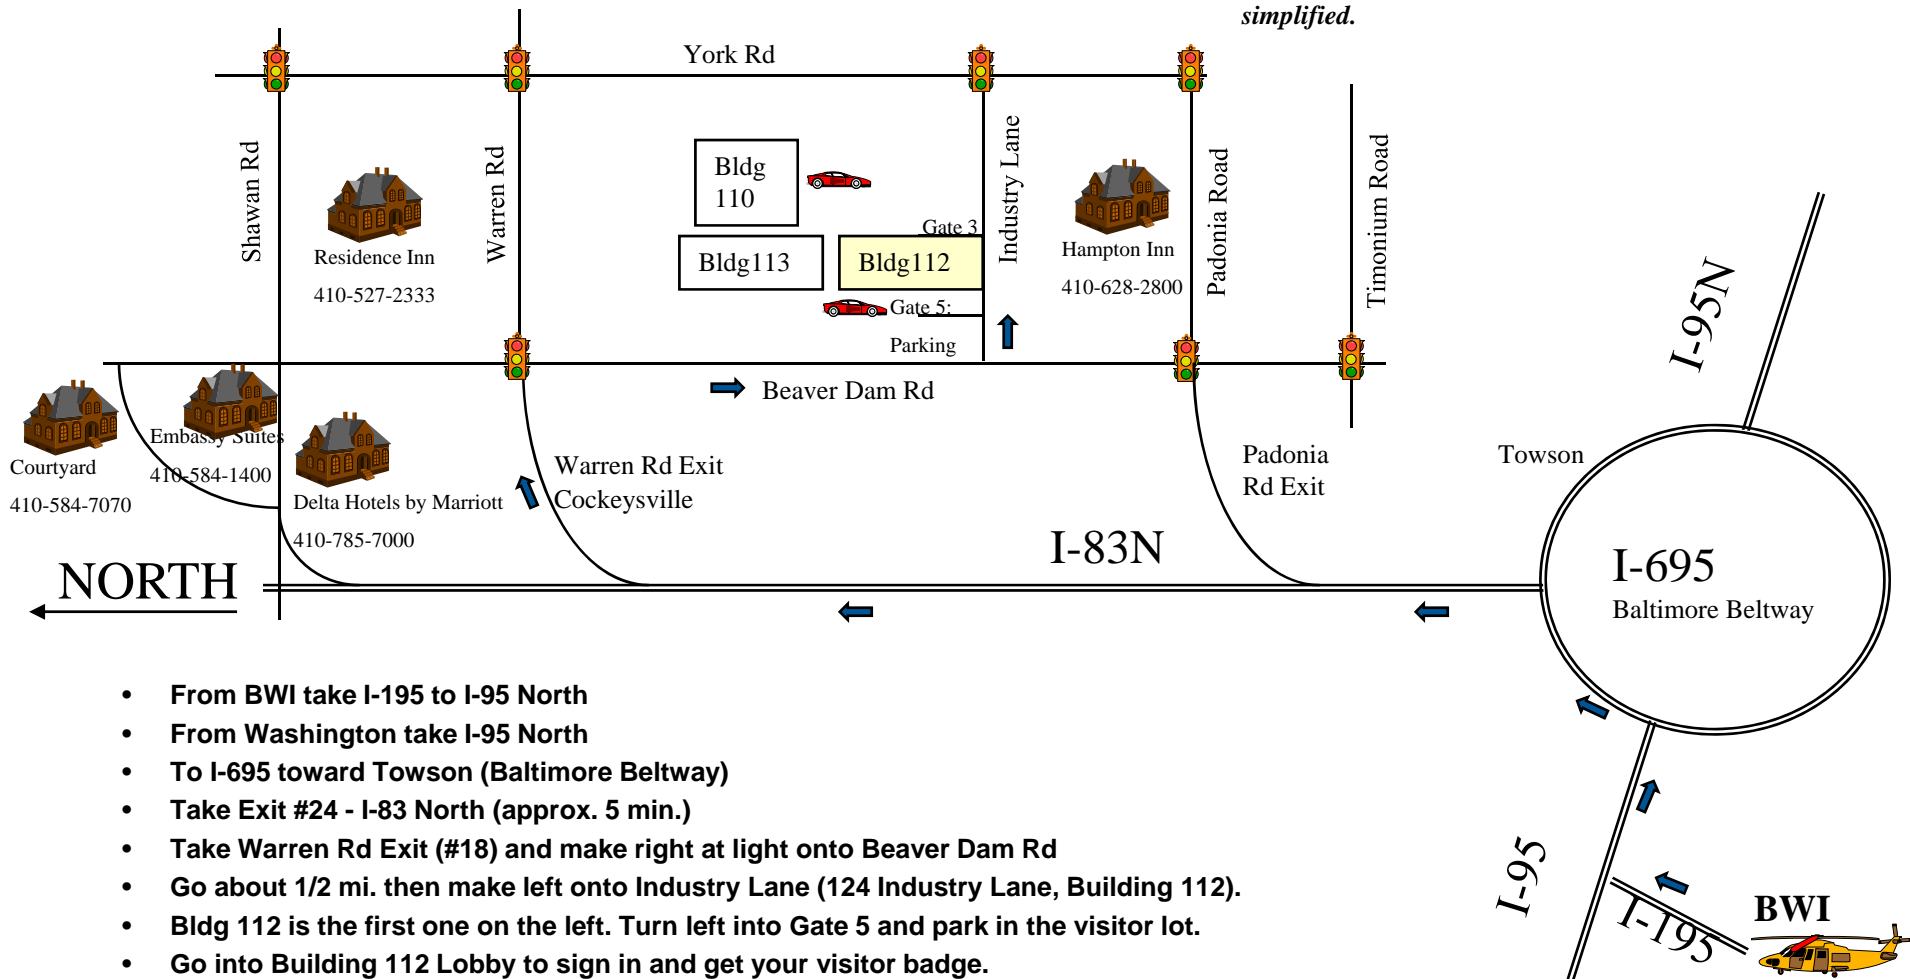 simplified.
York Rd
Shawan Rd
Warren Rd
Industry Lane
Padonia Road
Timonium Road
Bldg
110
Gate 3
Bldg113
Bldg112
Gate 5:
Parking
Residence Inn
410-527-2333
Hampton Inn
410-628-2800
I-95N
Beaver Dam Rd
Courtyard
410-584-7070
Embassy Suites
410-584-1400
Delta Hotels by Marriott
410-785-7000
Warren Rd Exit
Cockeysville
Padonia
Rd Exit
Towson
I-83N
NORTH
I-695
Baltimore Beltway
I-95
I-195
BWI
• From BWI take I-195 to I-95 North
• From Washington take I-95 North
• To I-695 toward Towson (Baltimore Beltway)
• Take Exit #24 - I-83 North (approx. 5 min.)
• Take Warren Rd Exit (#18) and make right at light onto Beaver Dam Rd
• Go about 1/2 mi. then make left onto Industry Lane (124 Industry Lane, Building 112).
• Bldg 112 is the first one on the left. Turn left into Gate 5 and park in the visitor lot.
• Go into Building 112 Lobby to sign in and get your visitor badge.